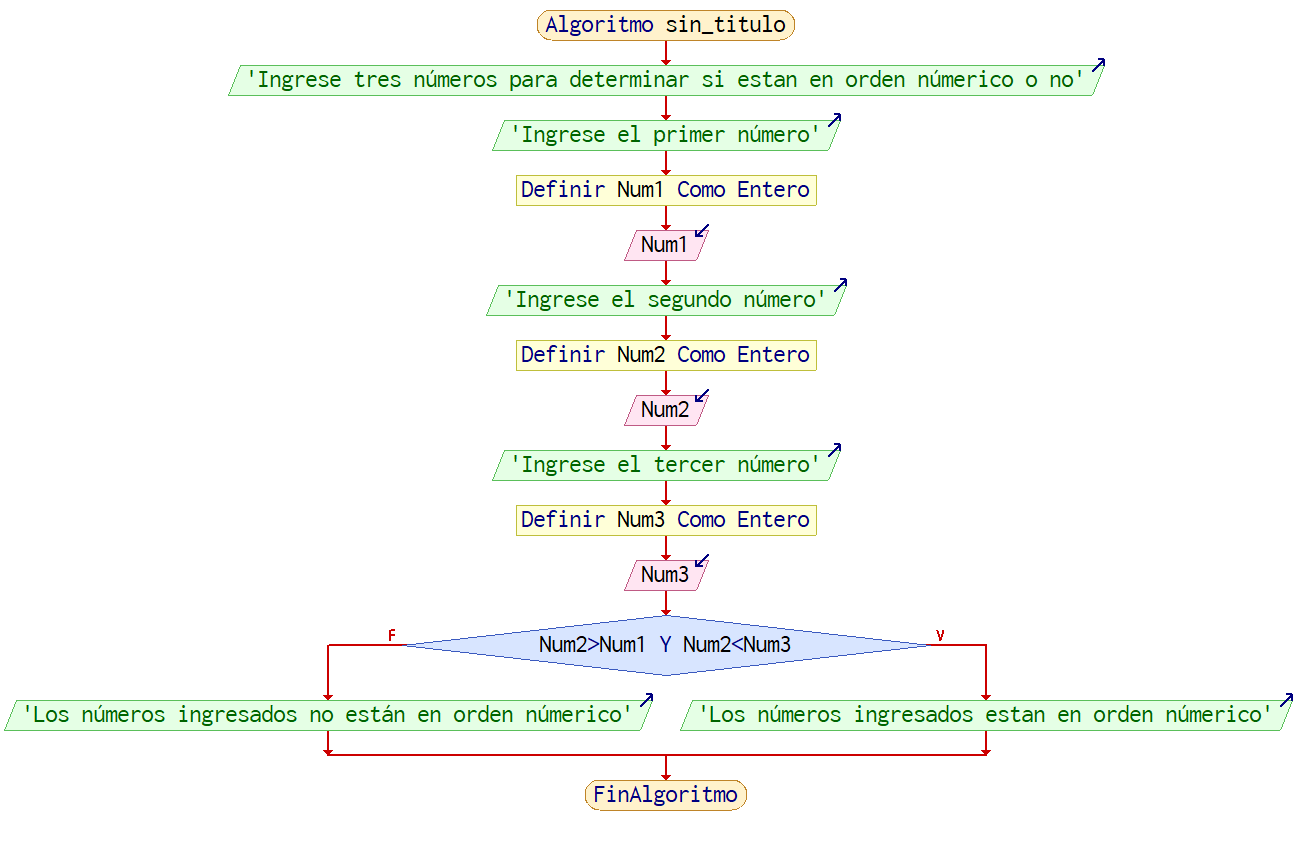 Algoritmo sin_titulo
'Ingrese tres números para determinar si estan en orden númerico o no'
'Ingrese el primer número'
Definir Num1 Como Entero
Num1
'Ingrese el segundo número'
Definir Num2 Como Entero
Num2
'Ingrese el tercer número'
Definir Num3 Como Entero
Num3
F
V
Num2>Num1 Y Num2<Num3
'Los números ingresados no están en orden númerico'
'Los números ingresados estan en orden númerico'
FinAlgoritmo